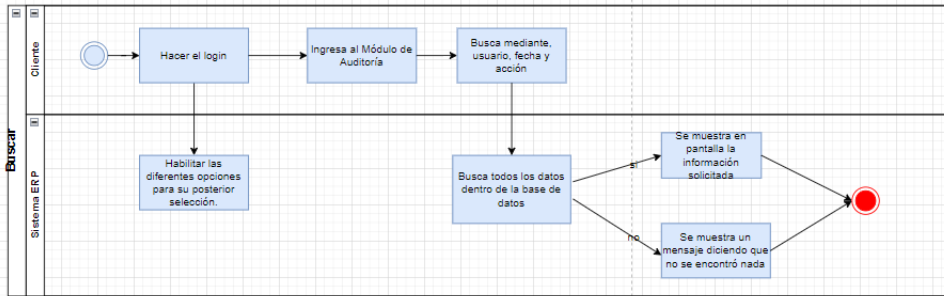 Buscar
Cliente
Hacer el login
Ingresa al Módulo de
Auditoría
Busca mediante,
usuario, fecha y
acción
Sistema ERP
Habilitar las
diferentes opciones
para su posterior
selección.
Busca todos los datos
dentro de la base de
datos
si
no
Se muestra en
pantalla la
información
solicitada
Se muestra un
mensaje diciendo que
no se encontró nada